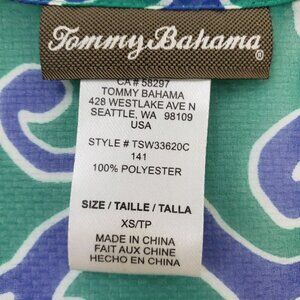 Tommy Bahama®
CA # 58297
TOMMY BAHAMA
428 WESTLAKE AVE N
SEATTLE, WA 98109
USA
STYLE # TSW33620C
141
100% POLYESTER
SIZE / TAILLE / TALLA
XS/TP
MADE IN CHINA
FAIT AUX CHINE
HECHO EN CHINA